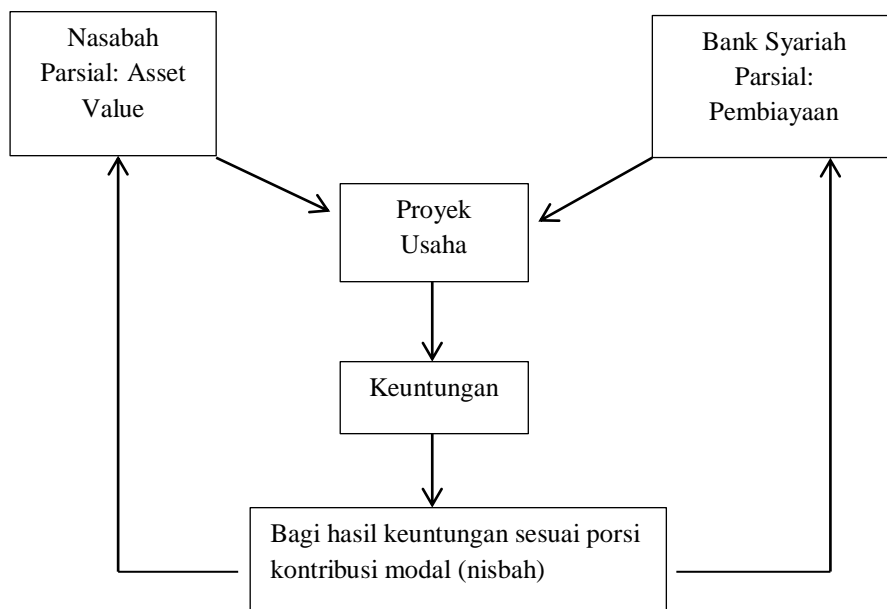 Nasabah
Parsial: Asset
Value
Bank Syariah
Parsial:
Pembiayaan
Proyek
Usaha
Keuntungan
Bagi hasil keuntungan sesuai porsi
kontribusi modal (nisbah)